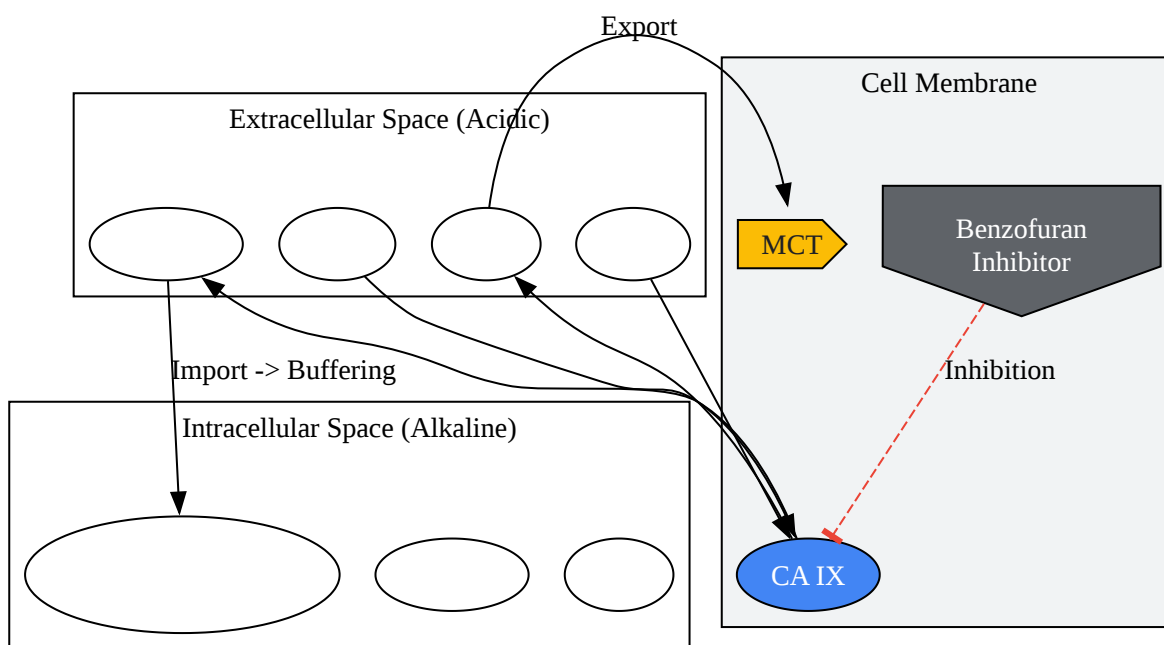 Export
Cell Membrane
Extracellular Space (Acidic)
MCT
Benzofuran
Inhibitor
Import -> Buffering
Inhibition
Intracellular Space (Alkaline)
CA IX